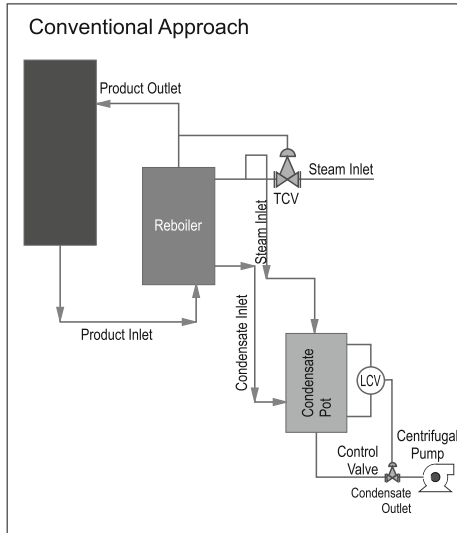 Conventional Approach
Product Outlet
Steam Inlet
TCV
Reboiler
Steam Inlet
Product Inlet
Condensate Inlet
Condensate
Pot
LCV
Control
Valve
Centrifugal
Pump
Condensate
Outlet